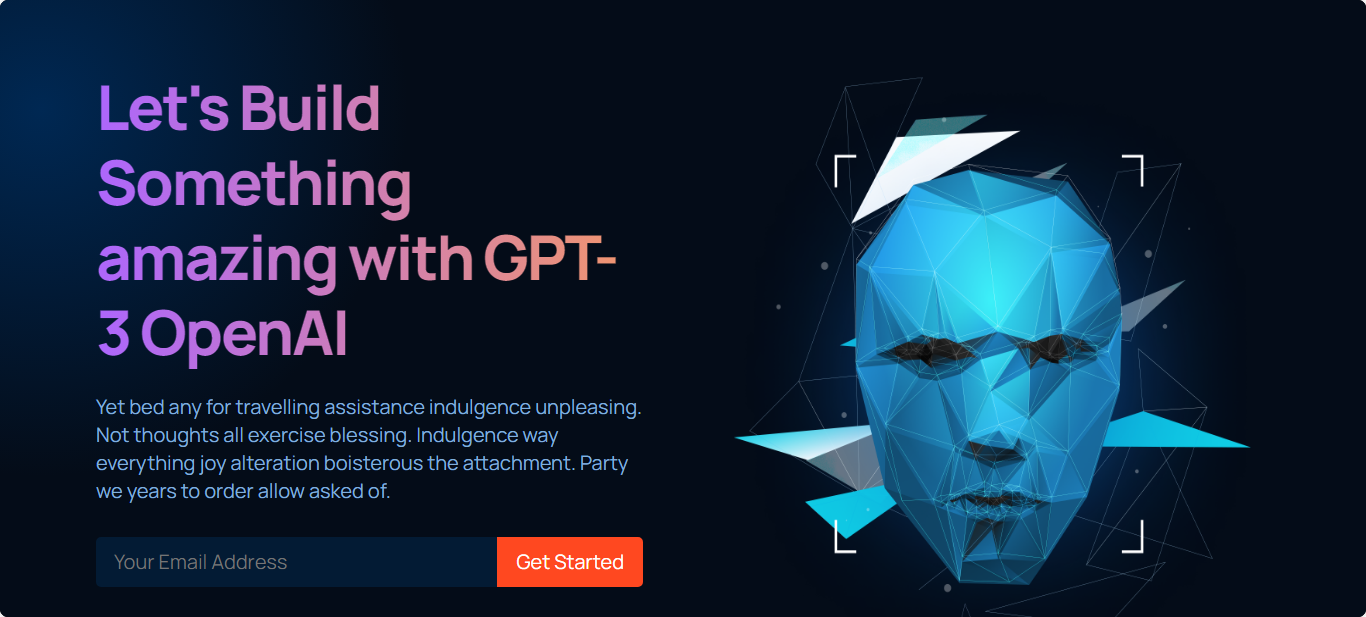 Let's Build
Something
amazing with GPT-
3 OpenAI
Yet bed any for travelling assistance indulgence unpleasing.
Not thoughts all exercise blessing. Indulgence way
everything joy alteration boisterous the attachment. Party
we years to order allow asked of.
Your Email Address
Get Started